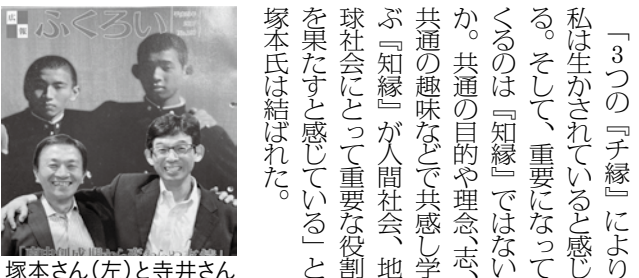 「3つの『チ縁』により
私は生かされていると感じ
る。そして、重要になって
くるのは『知縁』ではない
か。共通の目的や理念、志、
共通の趣味などで共感し学
ぶ『知縁』が人間社会、地
球社会にとって重要な役割
を果たすと感じている」と
塚本氏は結ばれた。
広報
ふくろい
塚本さん(左)と寺井さん